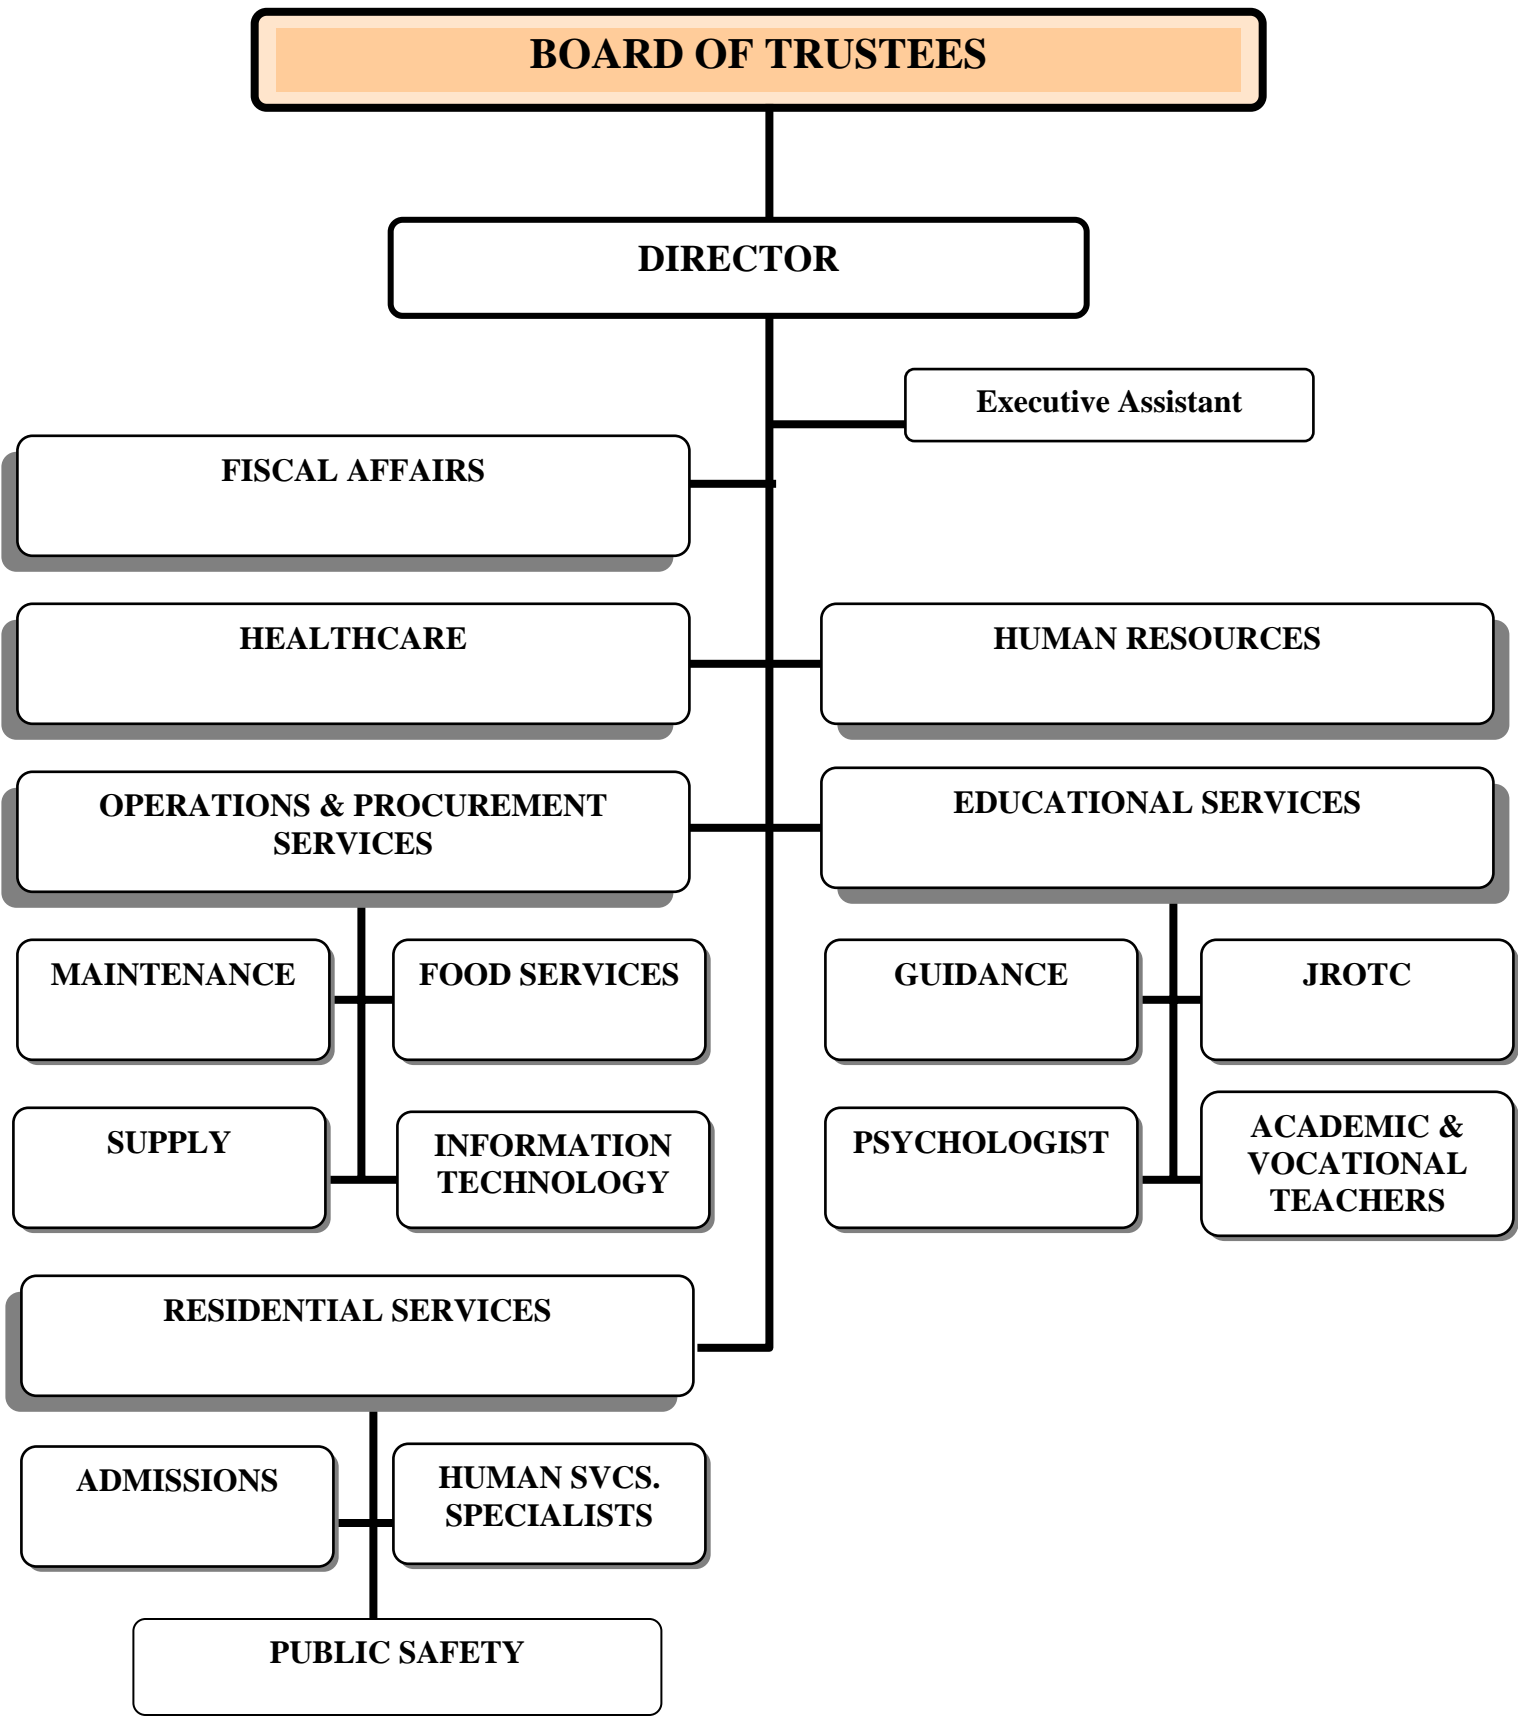 BOARD OF TRUSTEES
DIRECTOR
Executive Assistant
FISCAL AFFAIRS
HEALTHCARE
HUMAN RESOURCES
OPERATIONS & PROCUREMENT
SERVICES
EDUCATIONAL SERVICES
MAINTENANCE
FOOD SERVICES
GUIDANCE
JROTC
SUPPLY
INFORMATION
TECHNOLOGY
PSYCHOLOGIST
ACADEMIC &
VOCATIONAL
TEACHERS
RESIDENTIAL SERVICES
ADMISSIONS
HUMAN SVCS.
SPECIALISTS
PUBLIC SAFETY